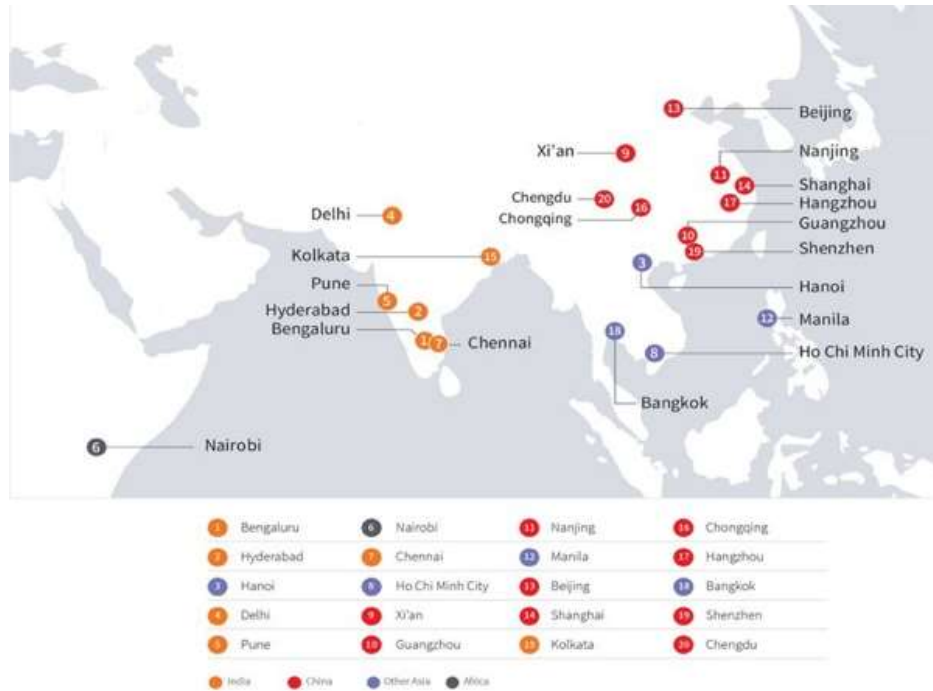 13 Beijing
Xi'an 9
Nanjing
11
14 Shanghai
Chengdu 20
17 Hangzhou
Chongqing 16
Delhi 4
Guangzhou
10
Kolkata 15
19 Shenzhen
3
Pune
5
Hanoi
Hyderabad 2
12 Manila
Bengaluru 1
18
7 Chennai
8 Ho Chi Minh City
Bangkok
6 Nairobi
1 Bengaluru 6 Nairobi 11 Nanjing 16 Chongqing
2 Hyderabad 7 Chennai 12 Manila 17 Hangzhou
3 Hanoi 8 Ho Chi Minh City 13 Beijing 18 Bangkok
4 Delhi 9 Xi'an 14 Shanghai 19 Shenzhen
5 Pune 10 Guangzhou 15 Kolkata 20 Chengdu
India China Other Asia Africa